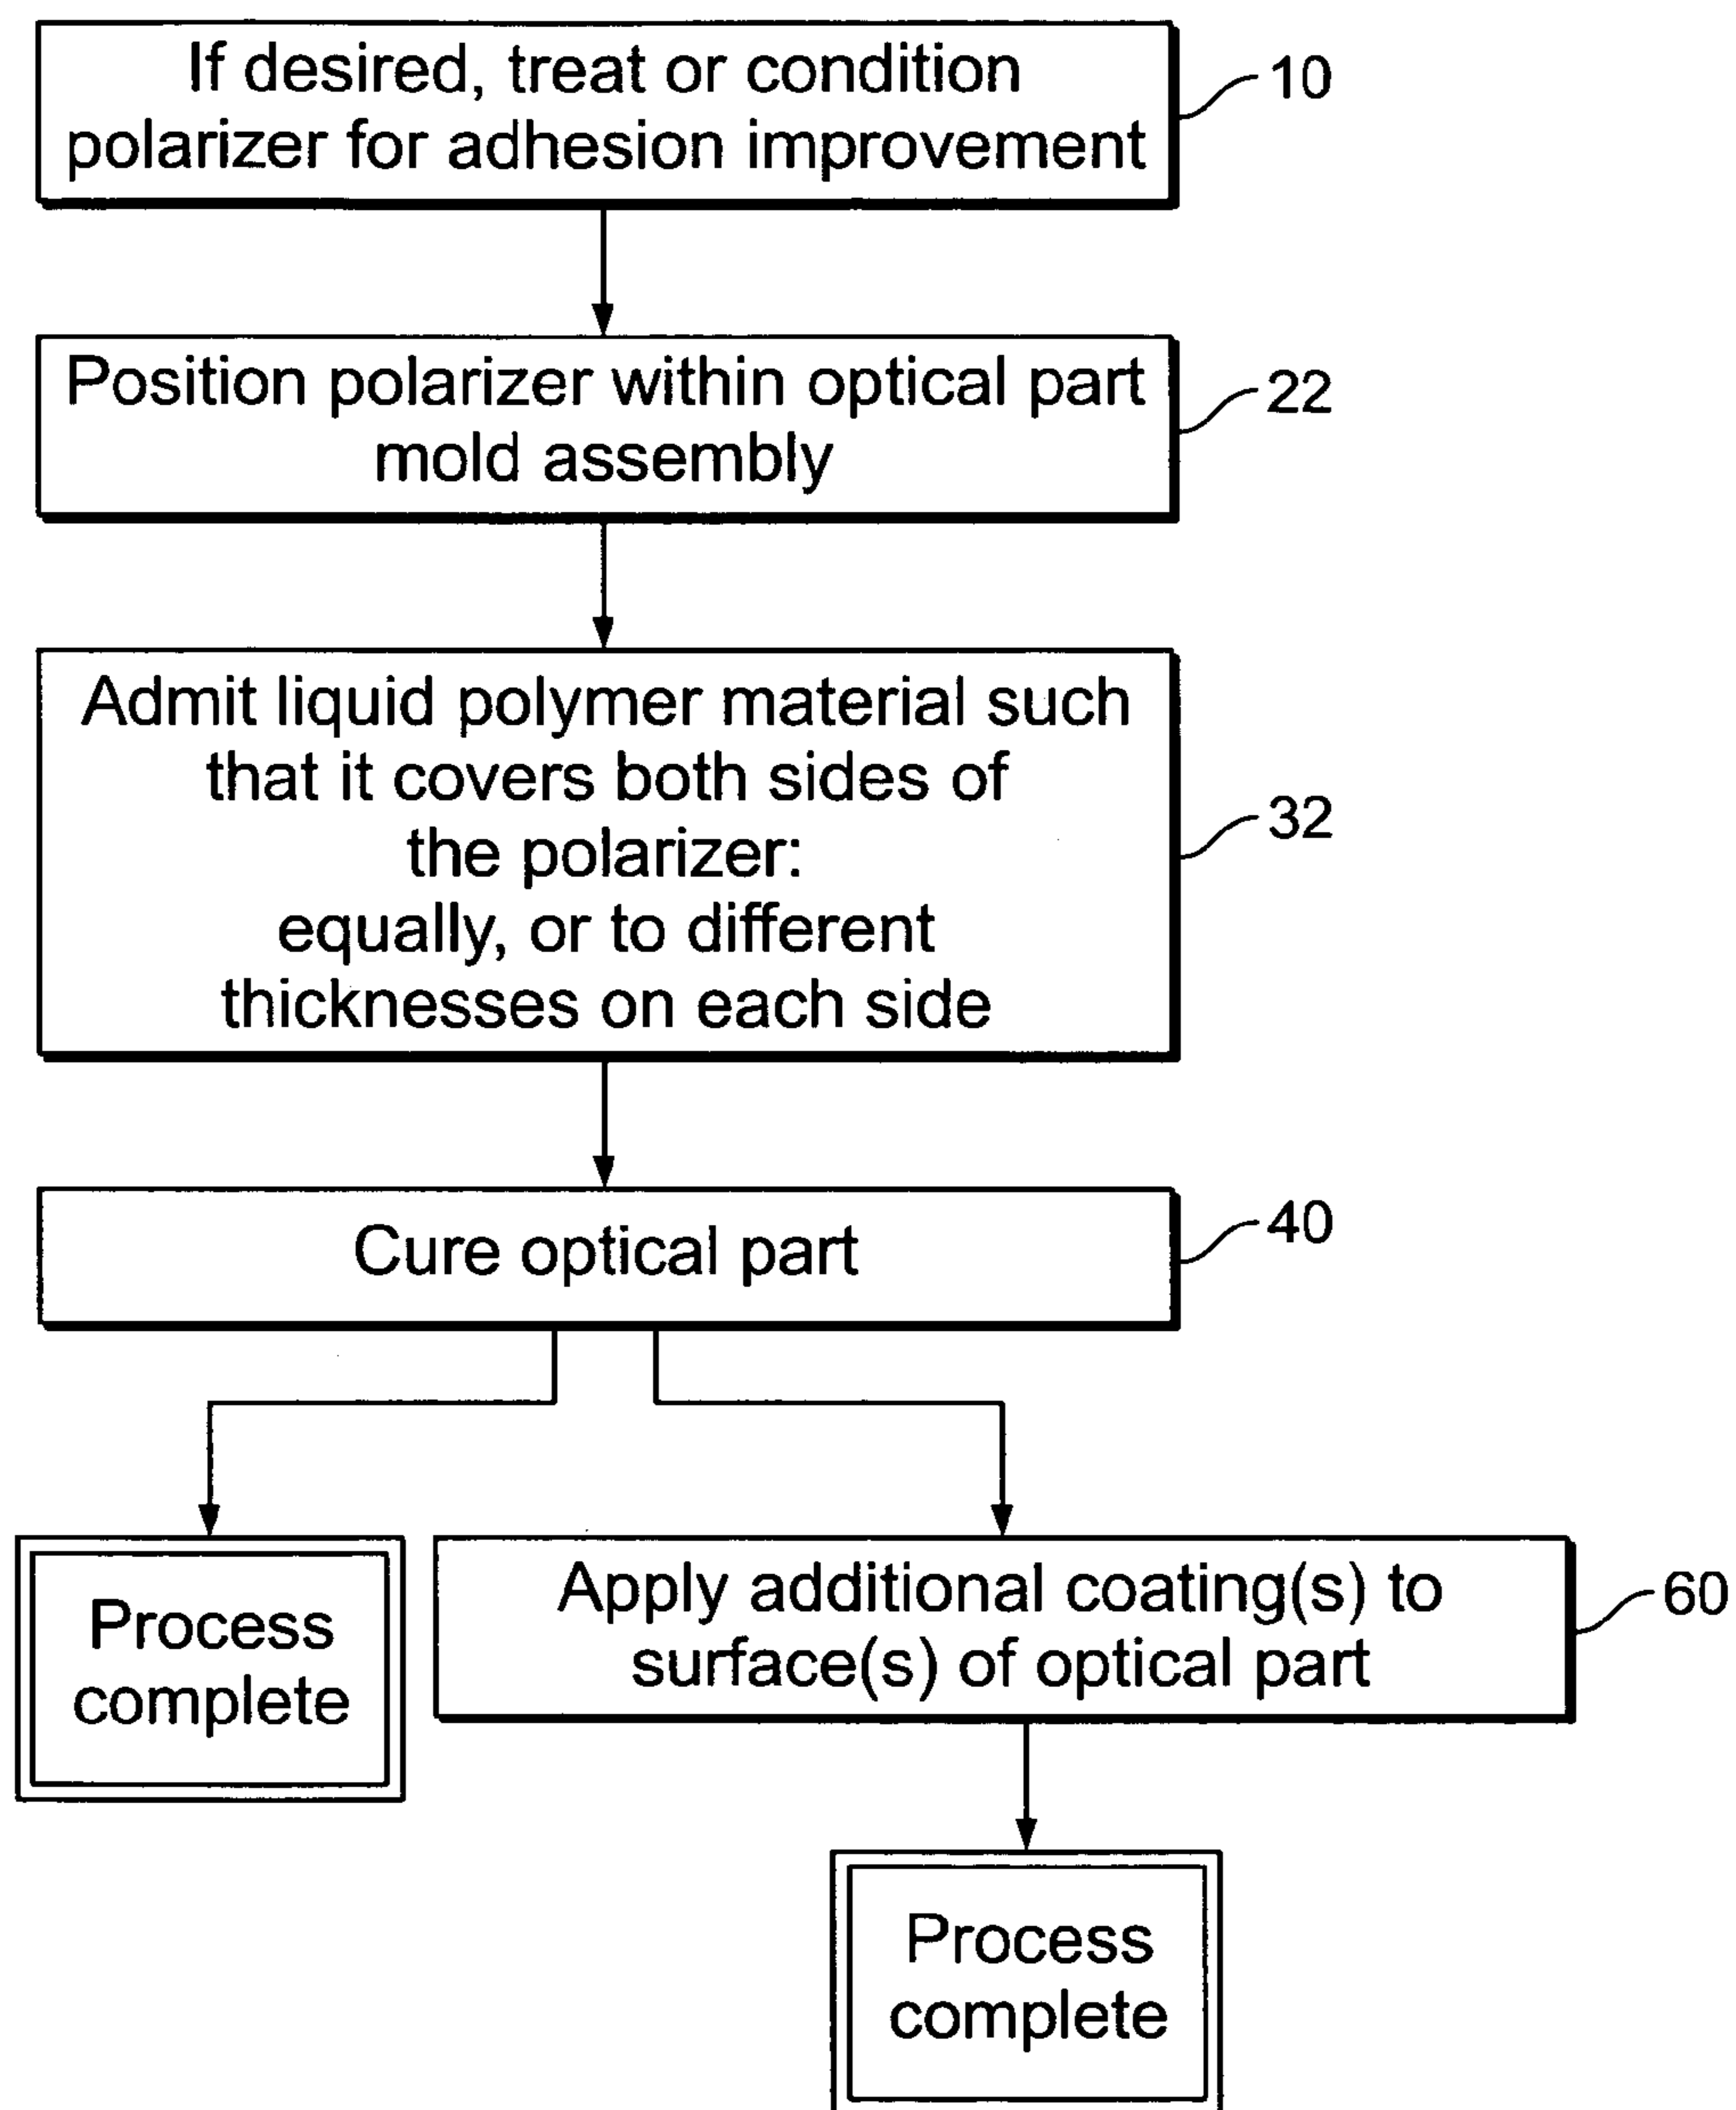 If desired, treat or condition
polarizer for adhesion improvement
10
Position polarizer within optical part
mold assembly
22
Admit liquid polymer material such
that it covers both sides of
the polarizer:
equally, or to different
thicknesses on each side
32
Cure optical part
40
Process
complete
Apply additional coating(s) to
surface(s) of optical part
60
Process
complete